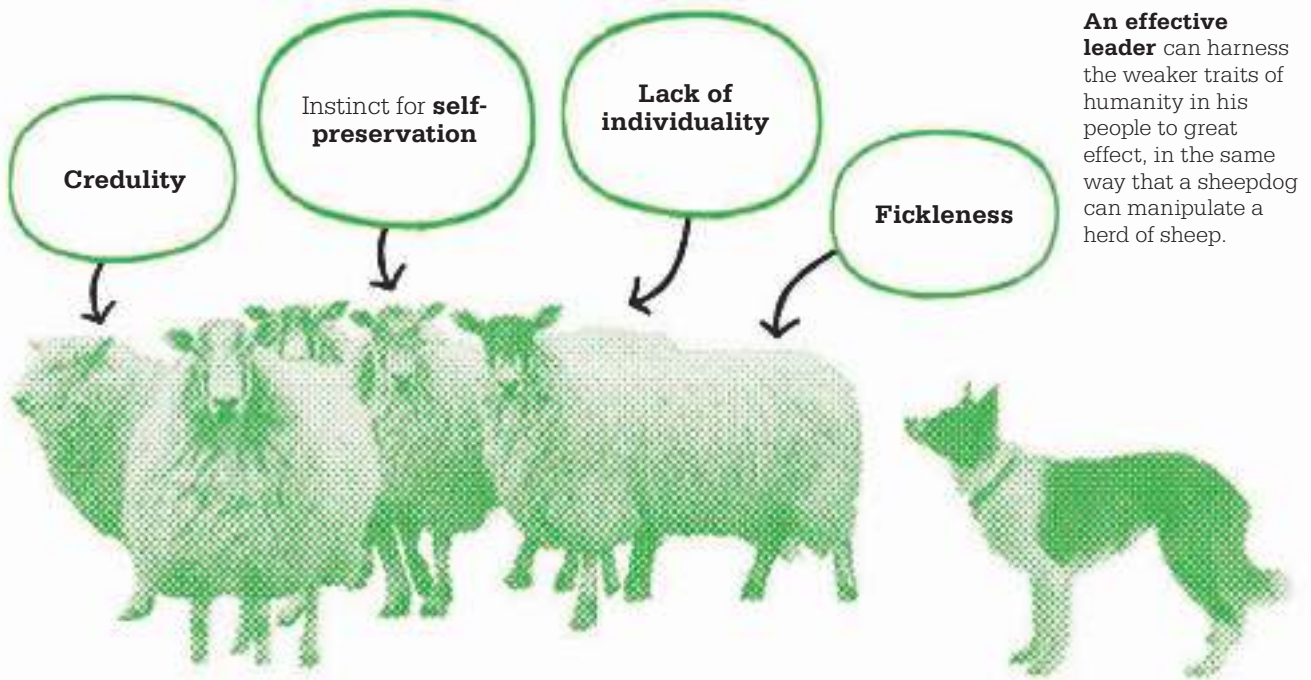 Credulity
Instinct for self-
preservation
Lack of
individuality
Fickleness
An effective
leader can harness
the weaker traits of
humanity in his
people to great
effect, in the same
way that a sheepdog
can manipulate a
herd of sheep.